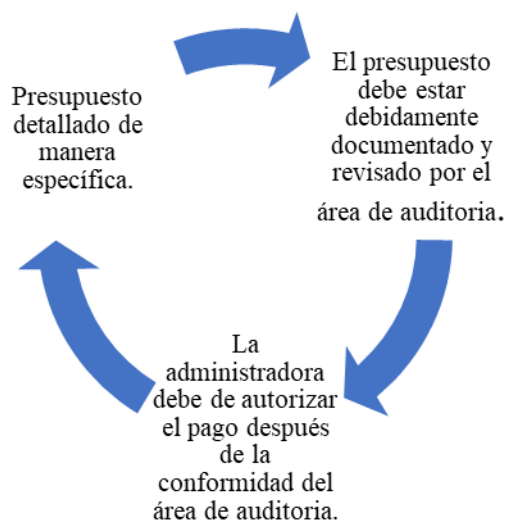 Presupuesto
detallado de
manera
específica.
El presupuesto
debe estar
debidamente
documentado y
revisado por el
área de auditoria.
La
administradora
debe de autorizar
el pago después
de la
conformidad del
área de auditoria.